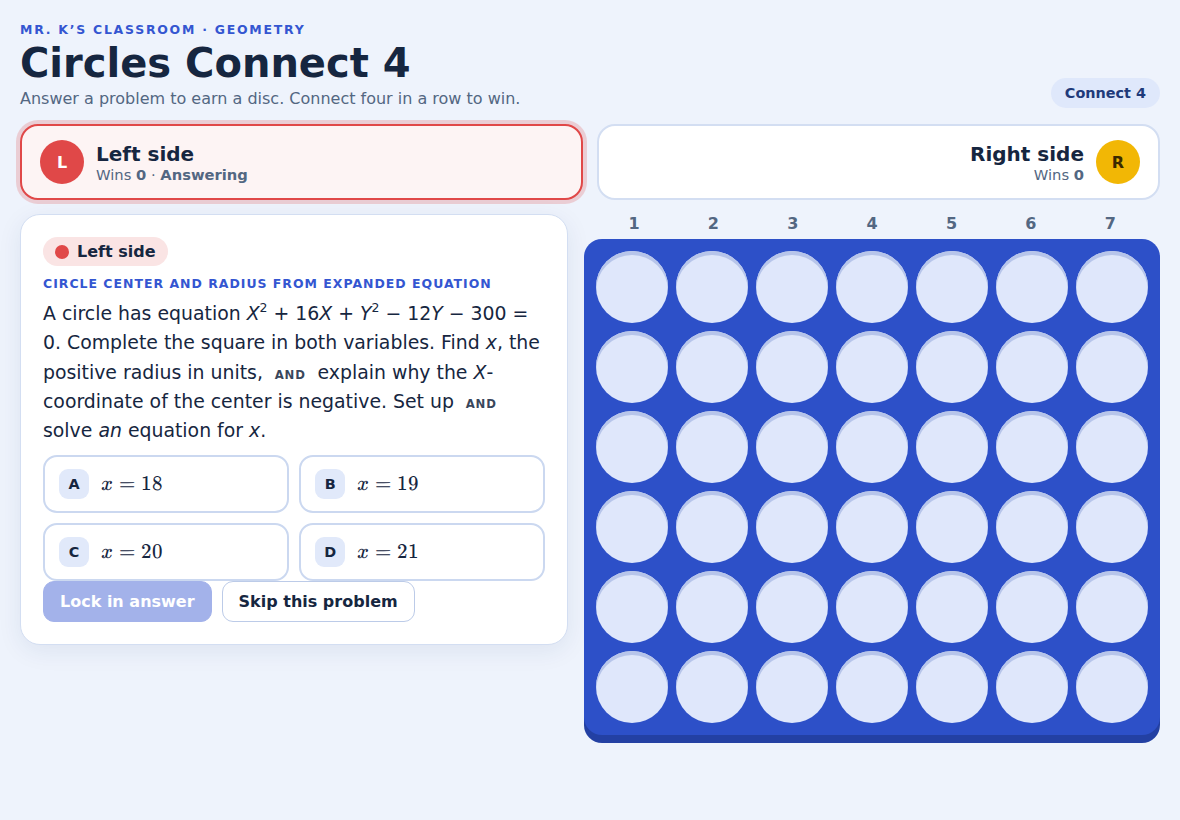 MR. K'S CLASSROOM · GEOMETRY
Circles Connect 4
Answer a problem to earn a disc. Connect four in a row to win.
Connect 4
L
Left side
Wins 0 · Answering
Right side
Wins 0
R
Left side
CIRCLE CENTER AND RADIUS FROM EXPANDED EQUATION
A circle has equation X² + 16X + Y² − 12Y − 300 =
0. Complete the square in both variables. Find x, the
positive radius in units, AND explain why the X-
coordinate of the center is negative. Set up AND
solve an equation for x.
A x = 18
B x = 19
C x = 20
D x = 21
Lock in answer
Skip this problem
1 2 3 4 5 6 7